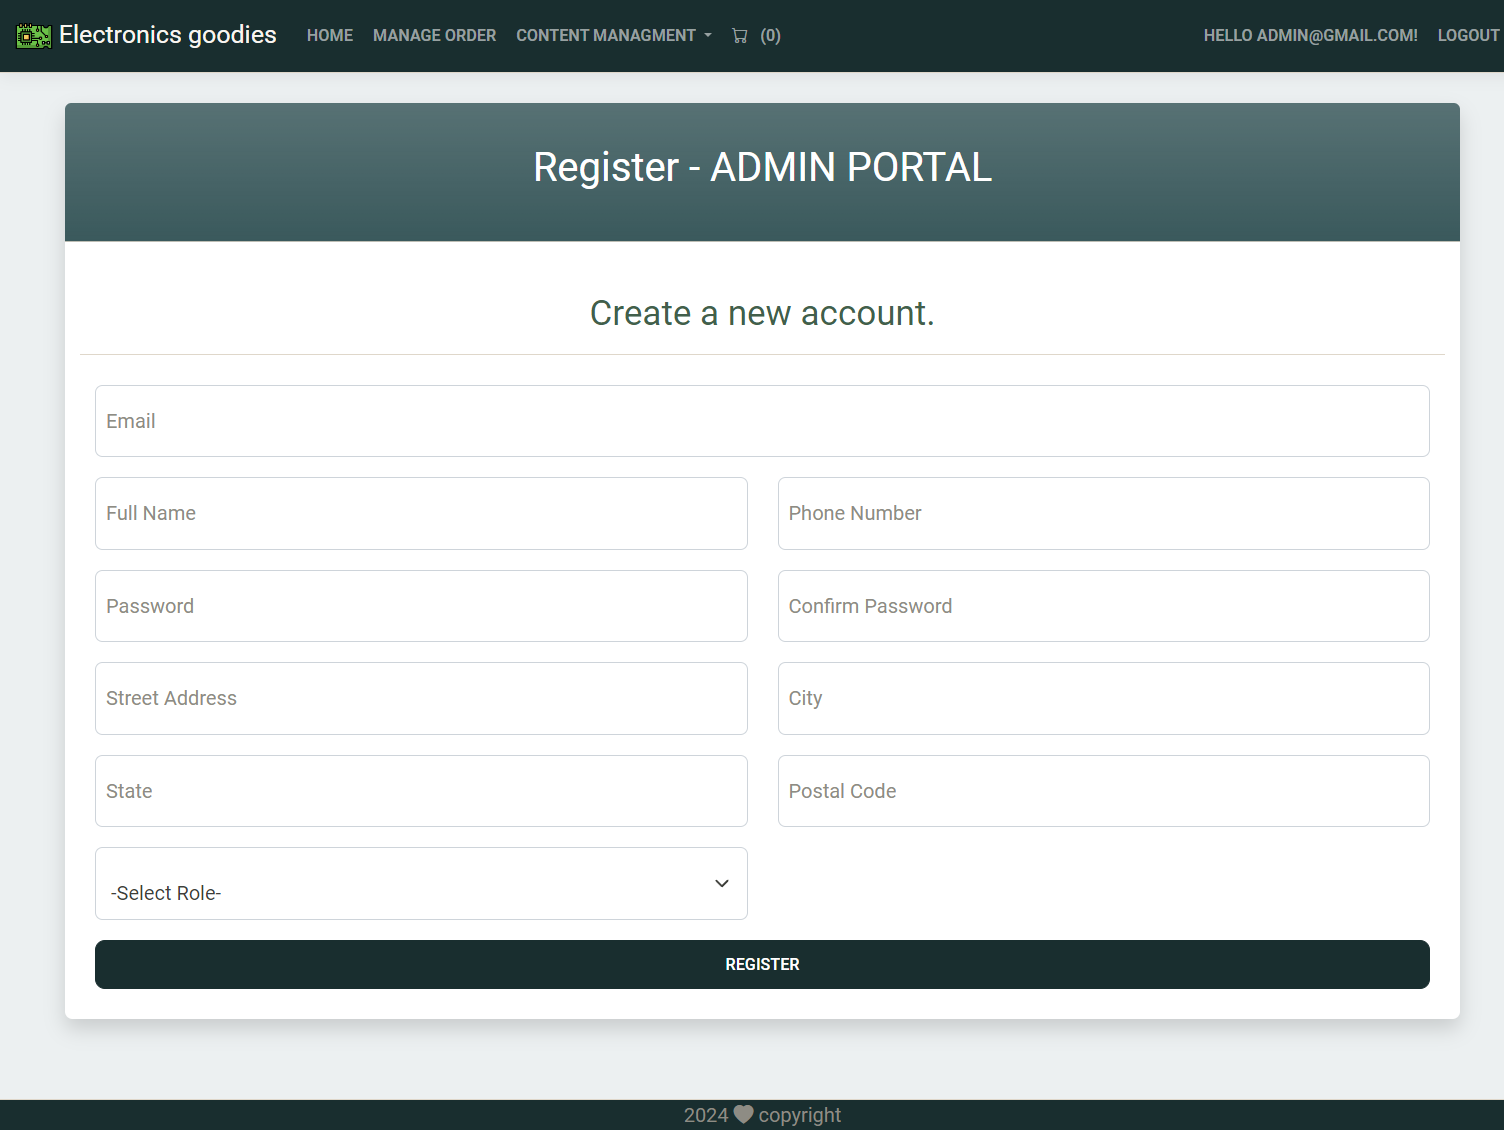 Electronics goodies HOME MANAGE ORDER CONTENT MANAGMENT (0) HELLO ADMIN@GMAIL.COM! LOGOUT
Register - ADMIN PORTAL
Create a new account.
Email
Full Name Phone Number
Password Confirm Password
Street Address City
State Postal Code
-Select Role-
REGISTER
2024 copyright